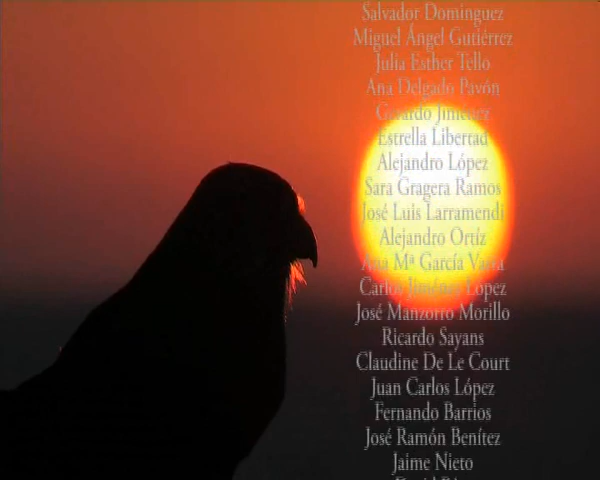 Salvador Dominguez
Miguel Ángel Gutiérrez
Julia Esther Tello
Ana Delgado Pavón
Gerardo Jiménez
Estrella Libertad
Alejandro López
Sara Gragera Ramos
José Luis Larramendi
Alejandro Ortíz
Ana Mª García
Carlos Jiménez López
José Manzorro Morillo
Ricardo Sayans
Claudine De Le Court
Juan Carlos López
Fernando Barrios
José Ramón Benítez
Jaime Nieto